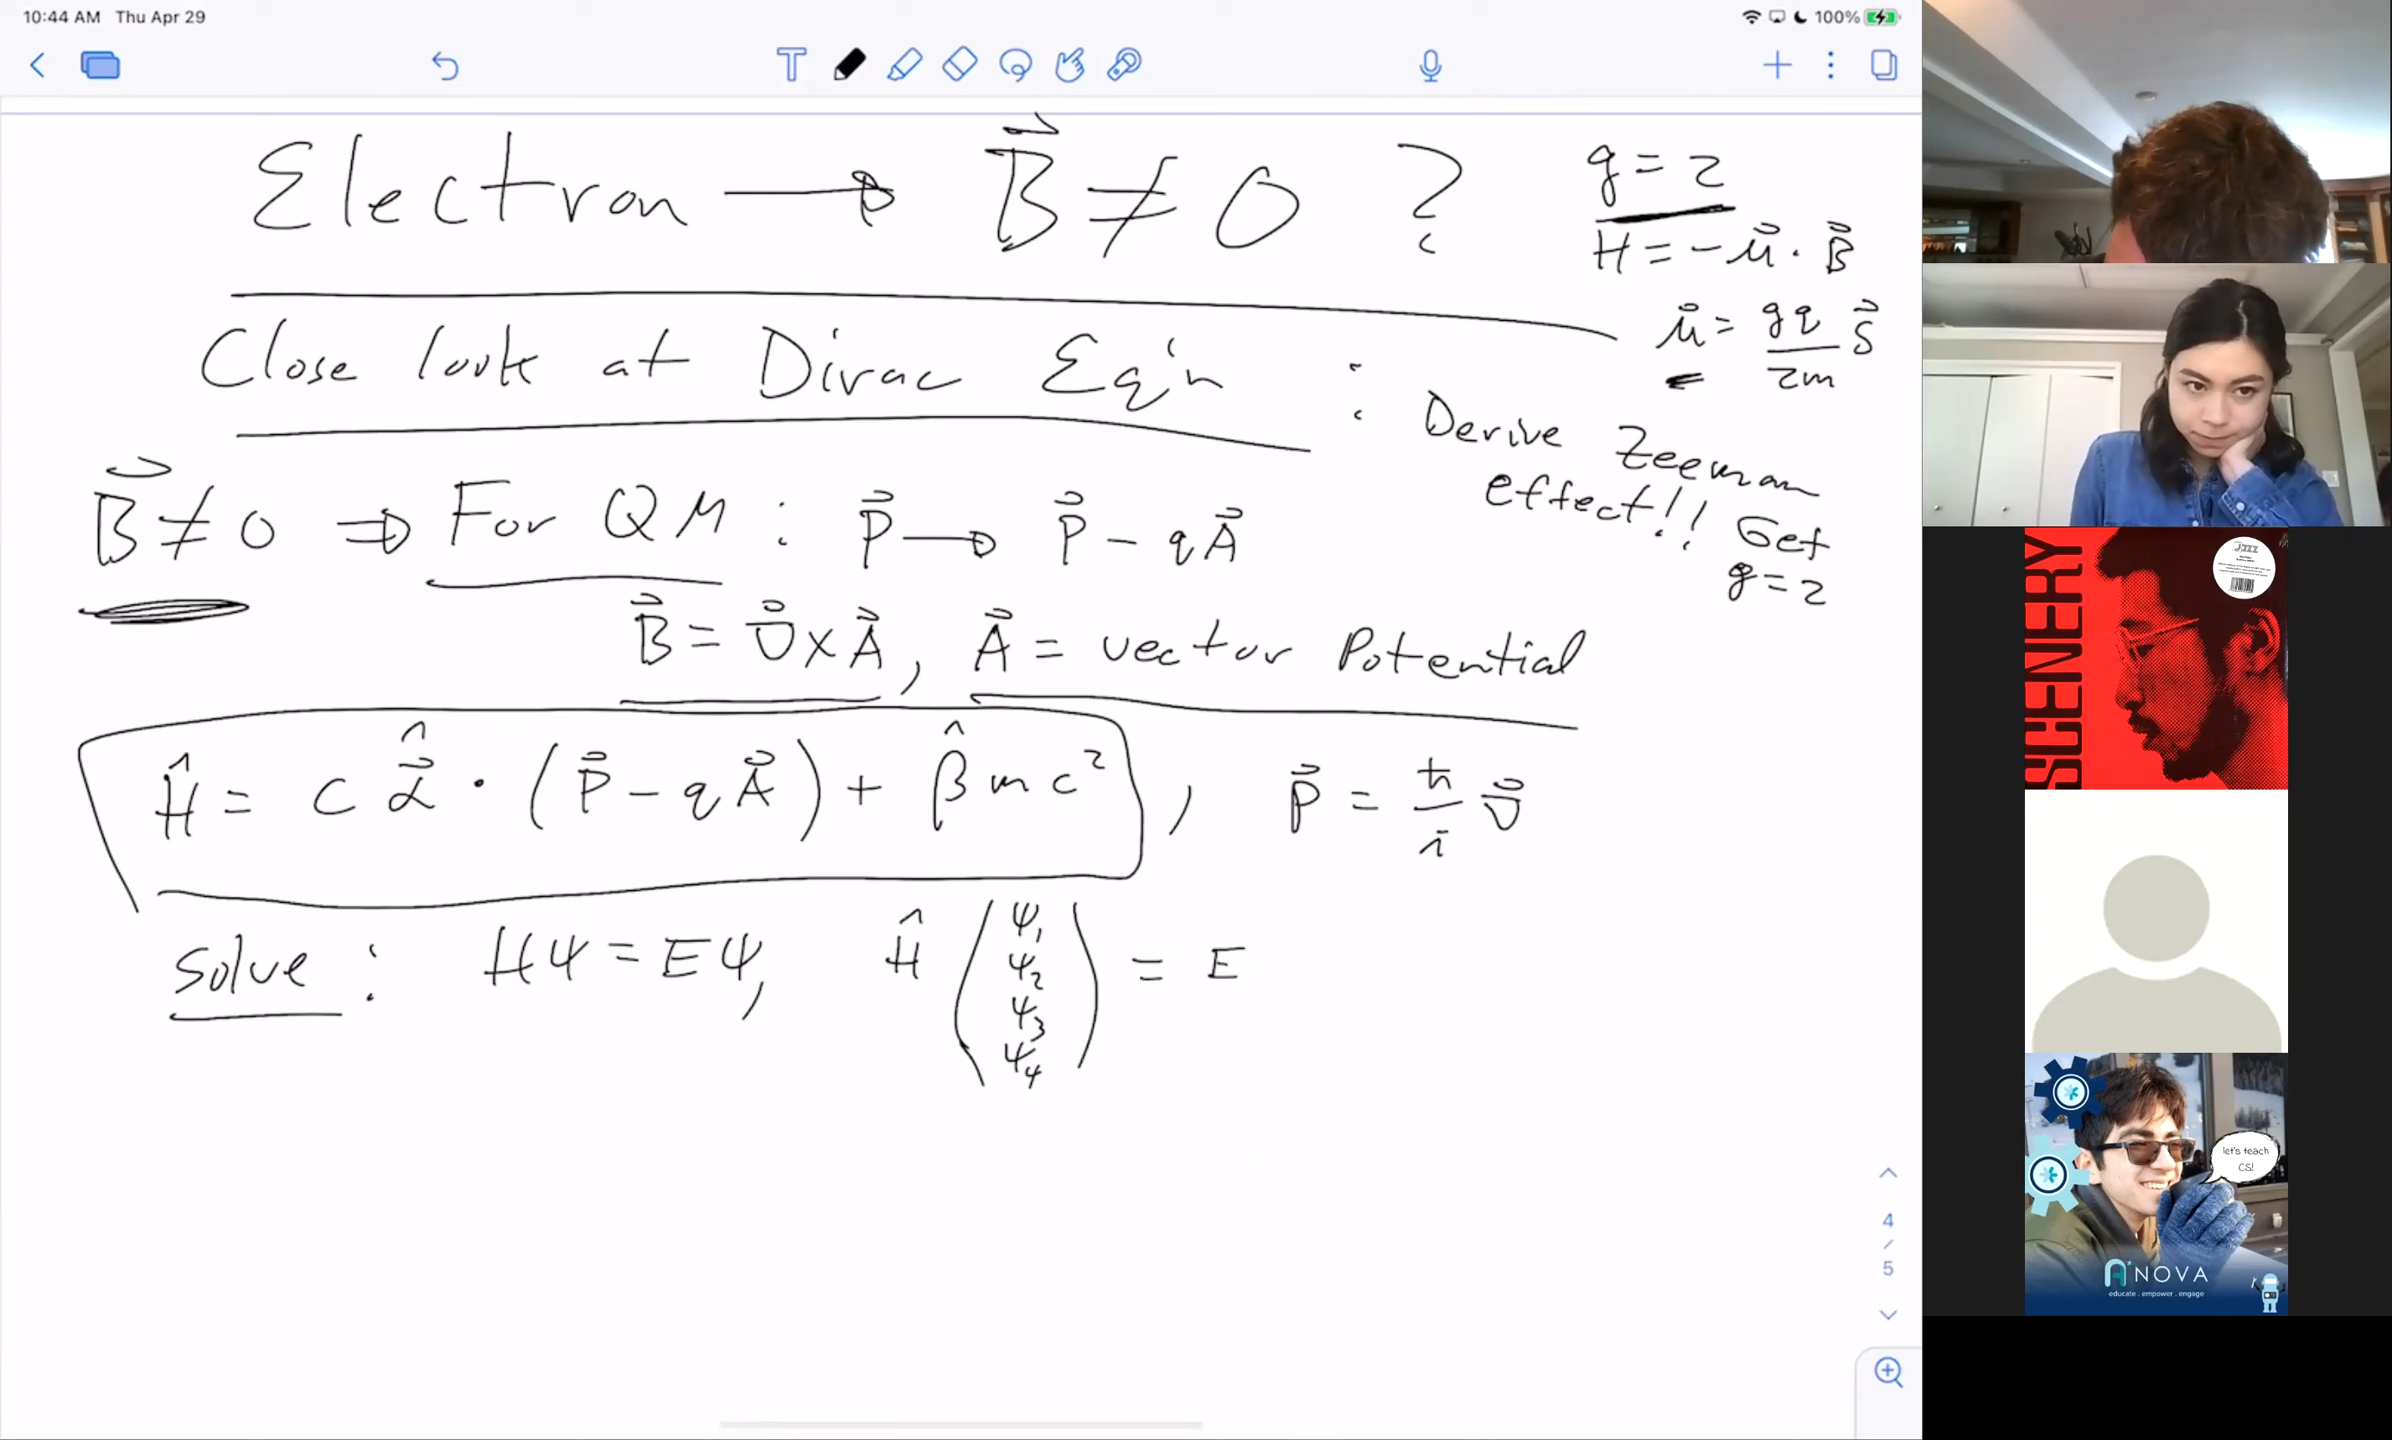 10:44 AM Thu Apr 29
100%
Electron → B⃗ ≠ 0 ?
g = 2
H = -μ⃗ · B⃗
μ⃗ = gq/2m S⃗
Close look at Dirac Eq'n :
Derive Zeeman
effect!! Get
g = 2
B⃗ ≠ 0 ⇒ For QM : P⃗ → P⃗ - qA⃗
B⃗ = ∇⃗ x A⃗ , A⃗ = vector Potential
Ĥ = c α⃗̂ · (P⃗ - qA⃗) + β̂ mc² , P⃗ = ħ/i ∇⃗
Solve : Hψ = Eψ, Ĥ (ψ₁ ψ₂ ψ₃ ψ₄) = E
4
/
5
SCENERY
JAZZ
let's teach
CS!
A*NOVA
educate . empower . engage